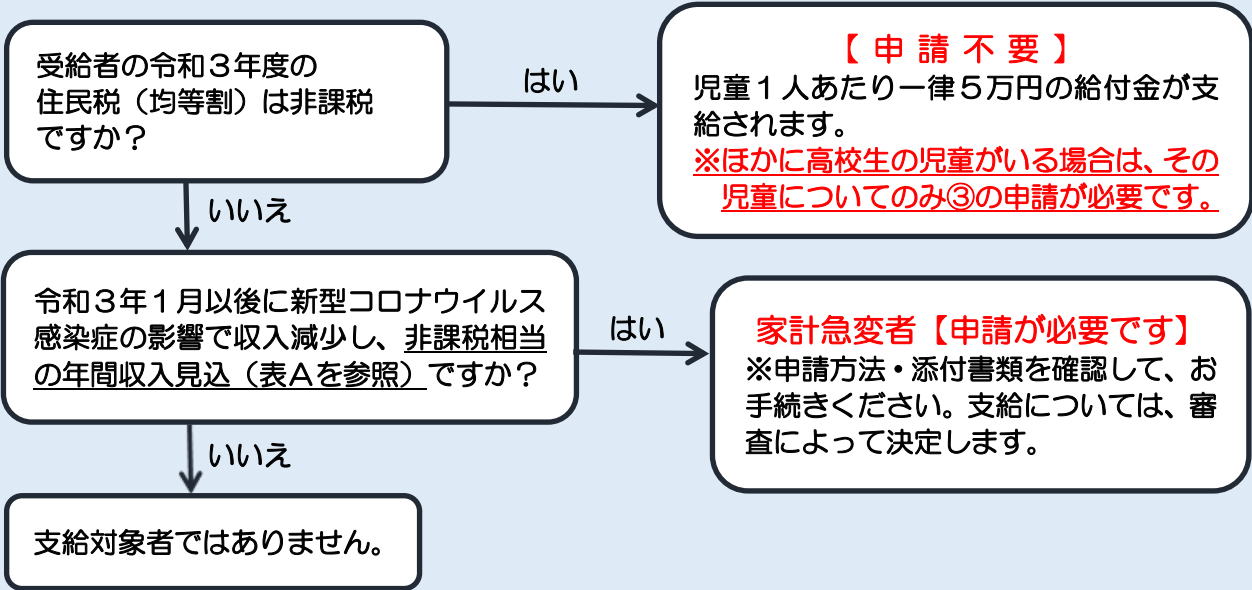 受給者の令和３年度の
住民税（均等割）は非課税
ですか？
はい
【 申 請 不 要 】
児童１人あたり一律５万円の給付金が支
給されます。
※ほかに高校生の児童がいる場合は、その
児童についてのみ③の申請が必要です。
いいえ
令和３年１月以後に新型コロナウイルス
感染症の影響で収入減少し、非課税相当
の年間収入見込（表Ａを参照）ですか？
はい
家計急変者【申請が必要です】
※申請方法・添付書類を確認して、お
手続きください。支給については、審
査によって決定します。
いいえ
支給対象者ではありません。